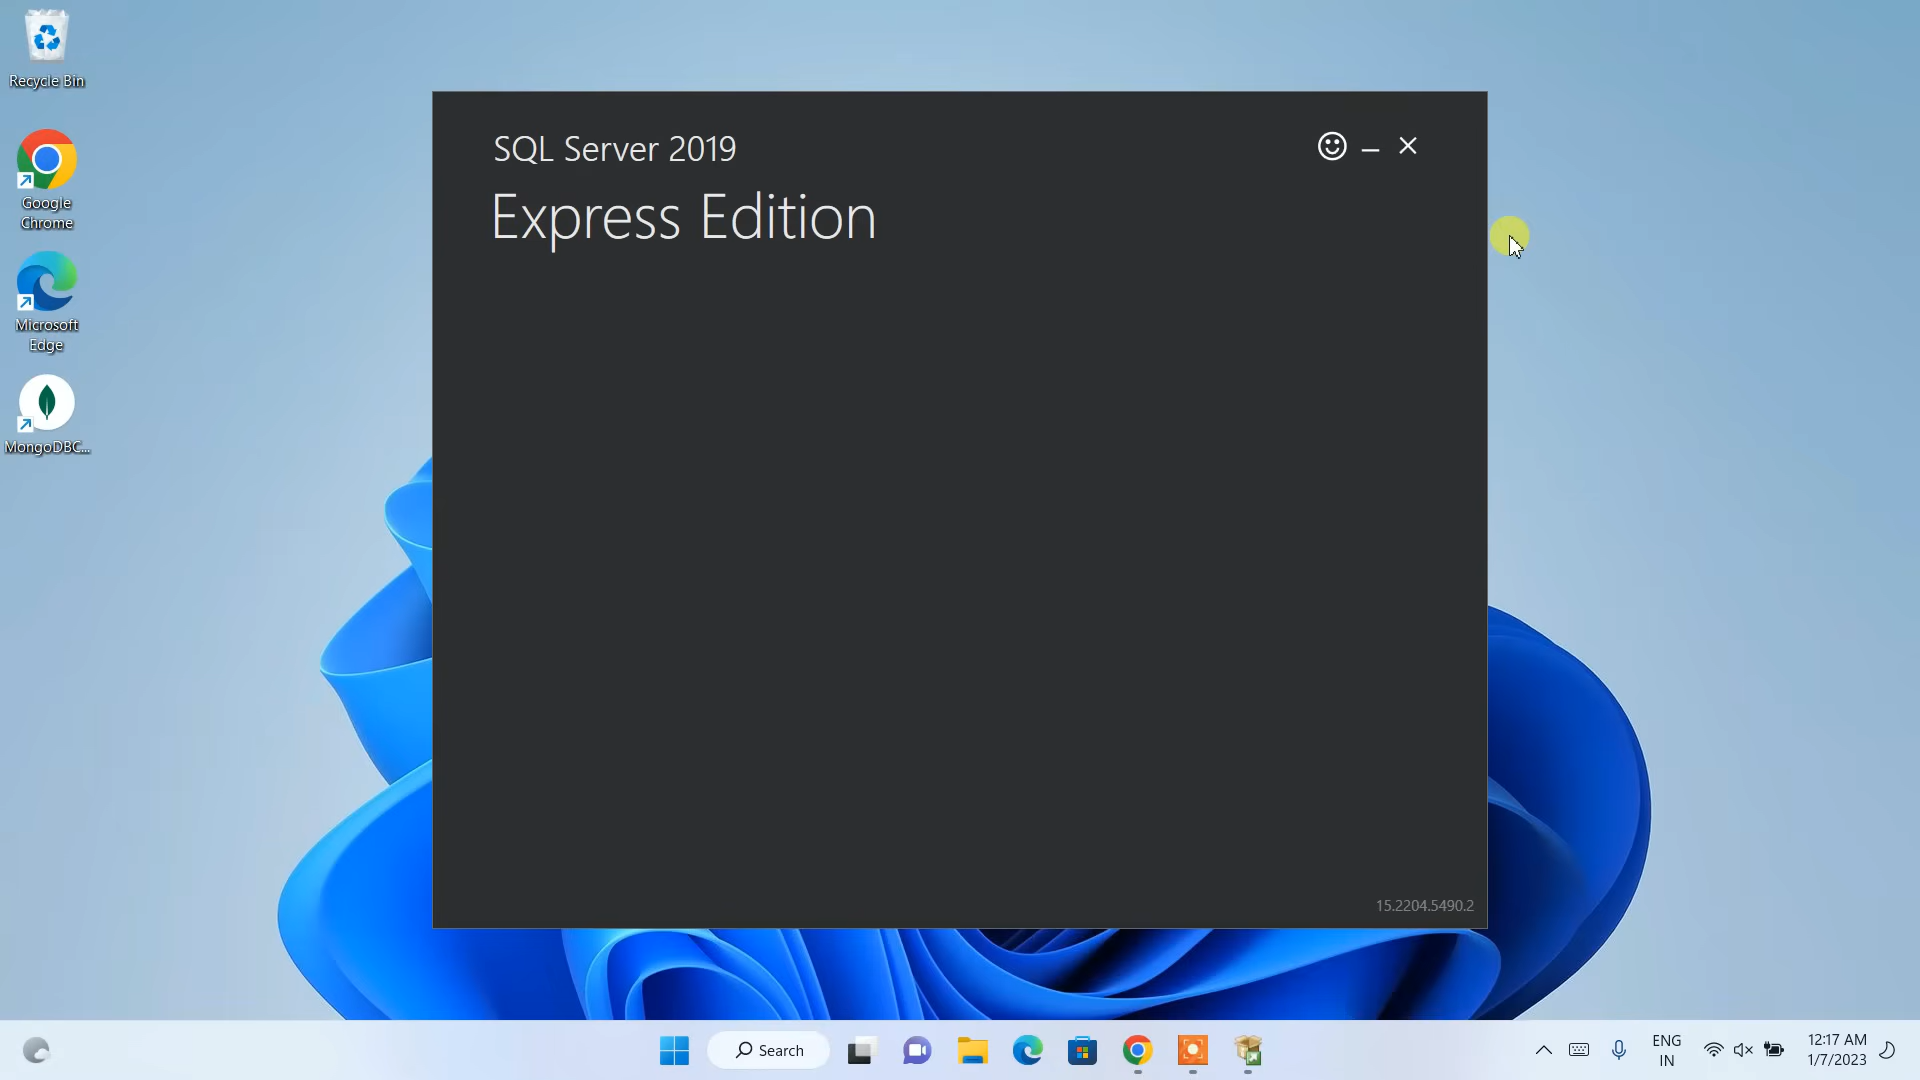 Recycle Bin
Google
Chrome
Microsoft
Edge
MongoDBC...
SQL Server 2019
Express Edition
15.2204.5490.2
Search
ENG
IN
12:17 AM
1/7/2023